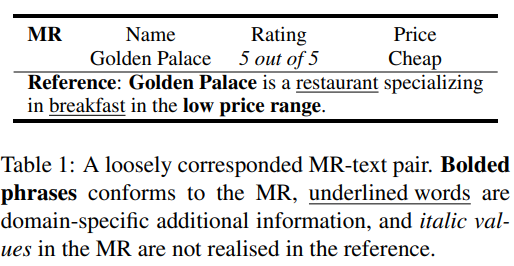 MR Name Rating Price
Golden Palace 5 out of 5 Cheap
Reference: Golden Palace is a restaurant specializing
in breakfast in the low price range.
Table 1: A loosely corresponded MR-text pair. Bolded
phrases conforms to the MR, underlined words are
domain-specific additional information, and italic val-
ues in the MR are not realised in the reference.